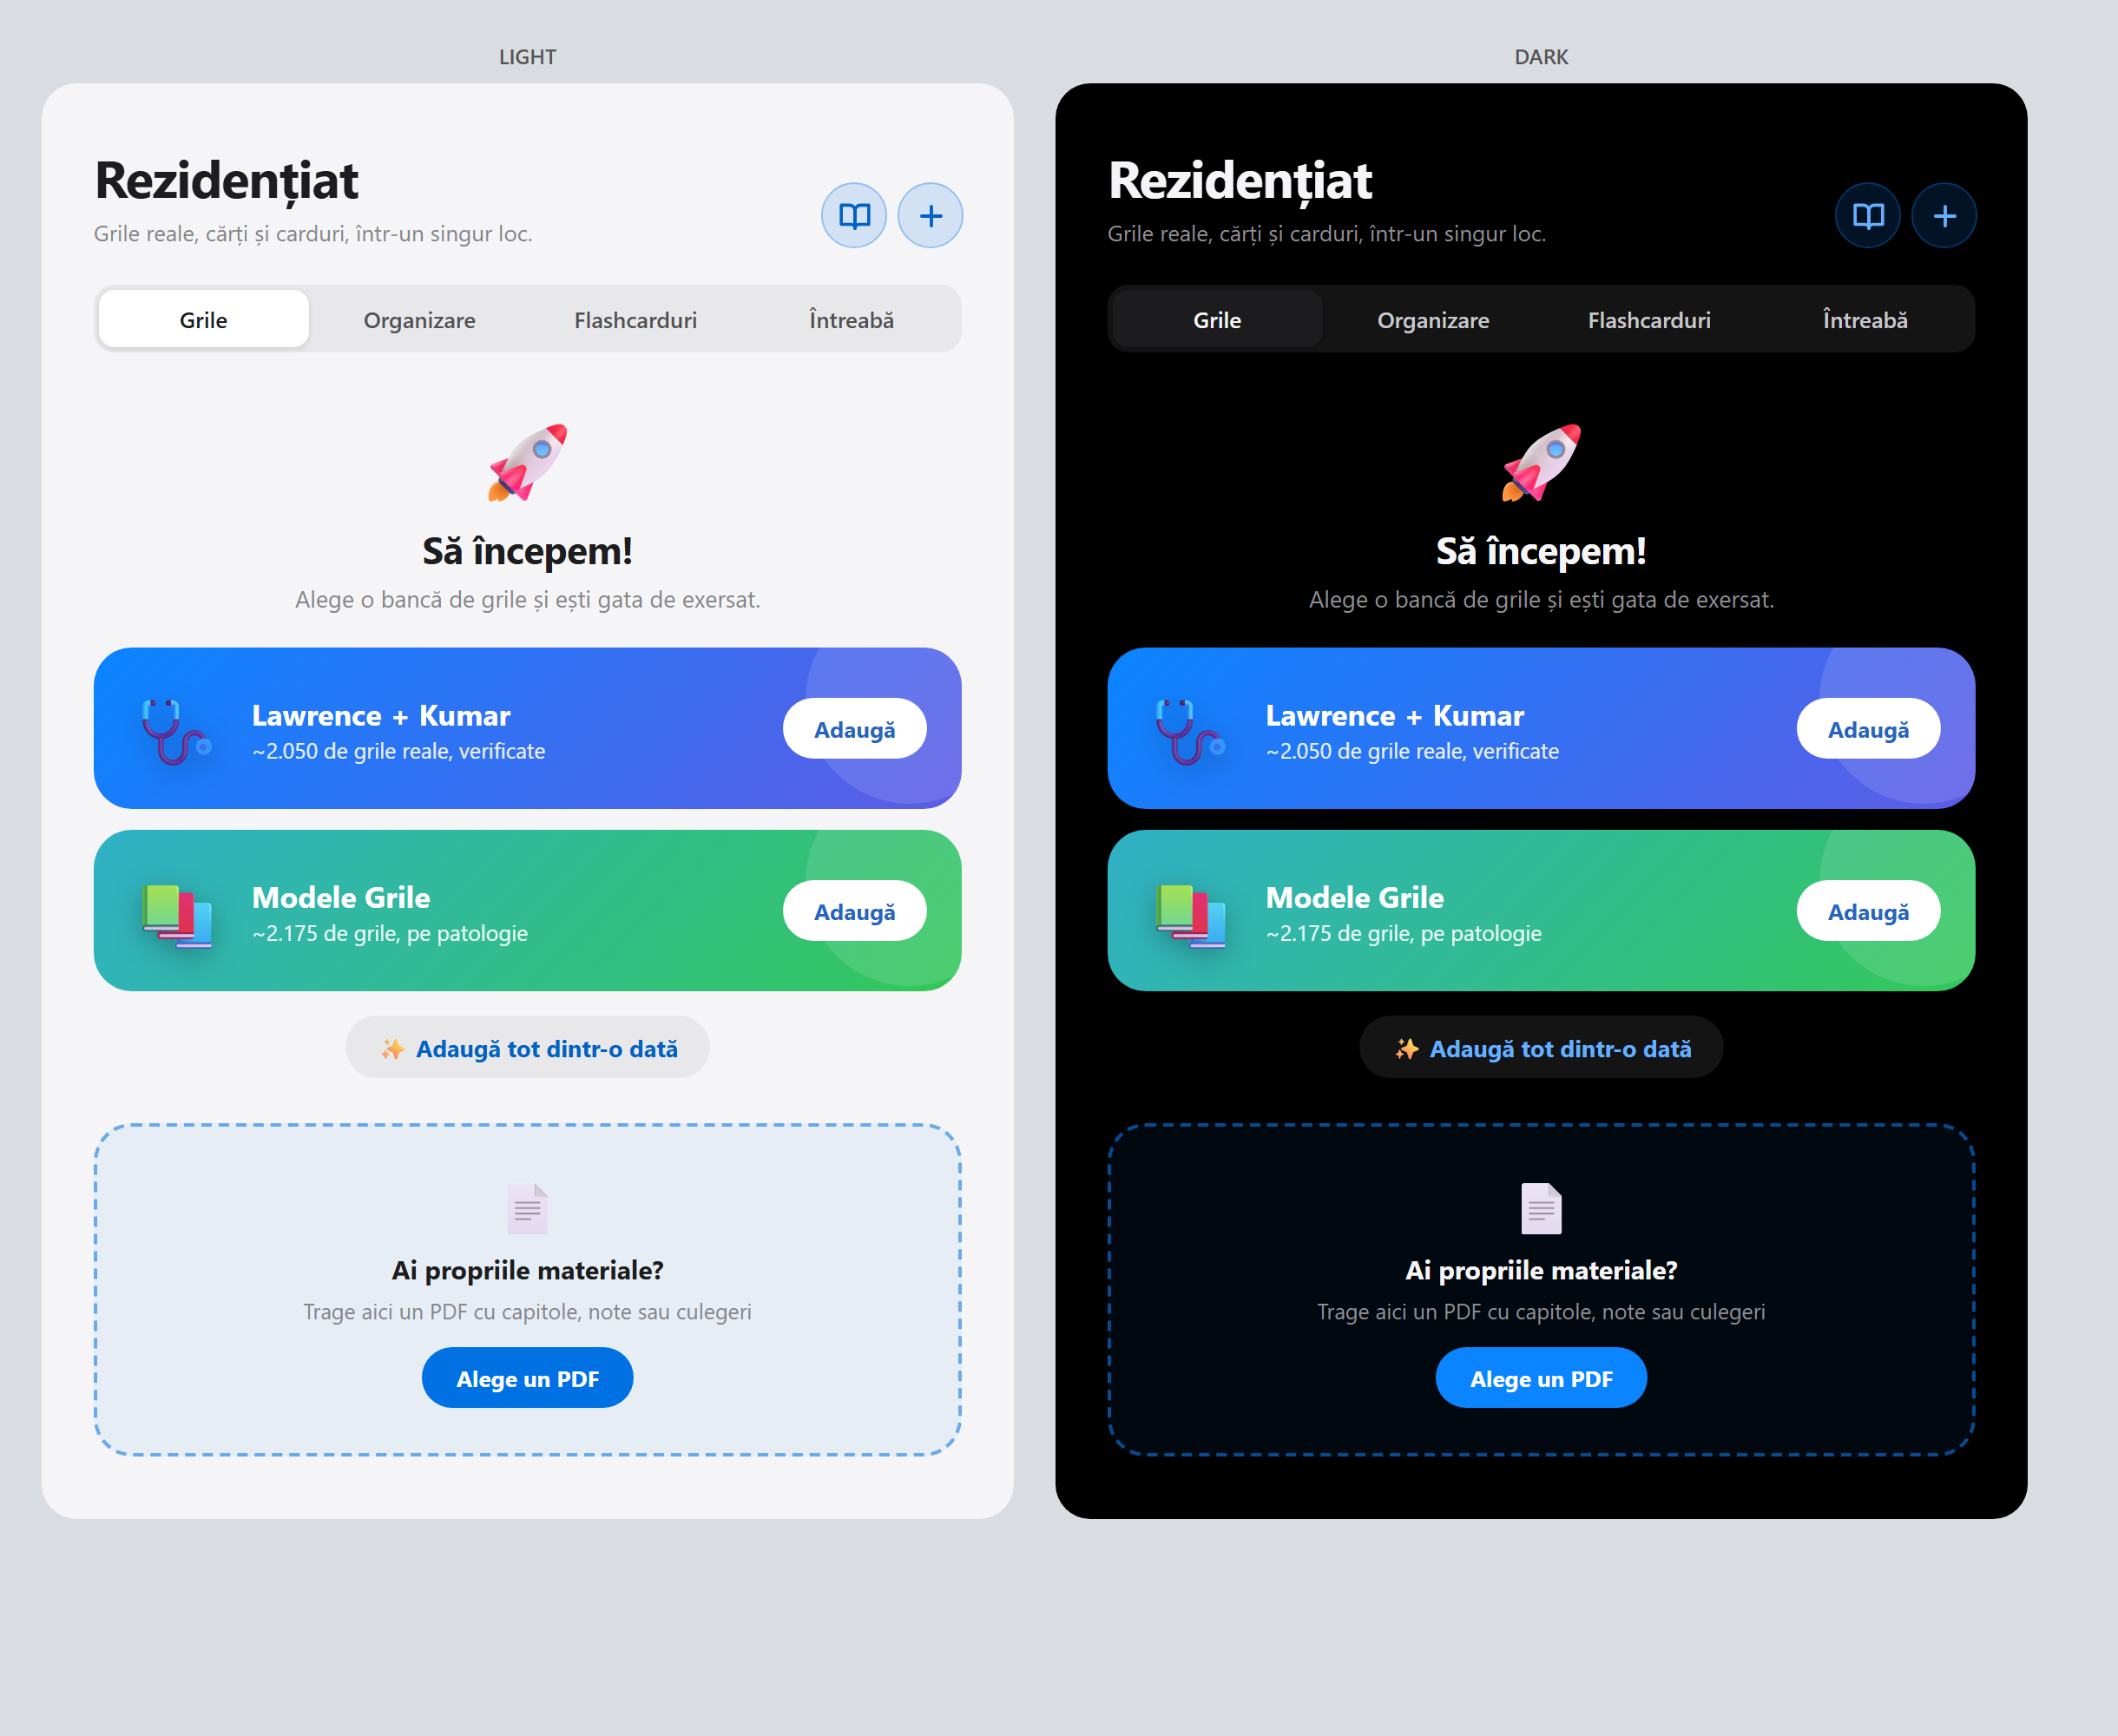 LIGHT
Rezidențiat
Grile reale, cărți și carduri, într-un singur loc.
Grile
Organizare
Flashcarduri
Întreabă
Să începem!
Alege o bancă de grile și ești gata de exersat.
Lawrence + Kumar
~2.050 de grile reale, verificate
Adaugă
Modele Grile
~2.175 de grile, pe patologie
Adaugă
✨ Adaugă tot dintr-o dată
Ai propriile materiale?
Trage aici un PDF cu capitole, note sau culegeri
Alege un PDF
DARK
Rezidențiat
Grile reale, cărți și carduri, într-un singur loc.
Grile
Organizare
Flashcarduri
Întreabă
Să începem!
Alege o bancă de grile și ești gata de exersat.
Lawrence + Kumar
~2.050 de grile reale, verificate
Adaugă
Modele Grile
~2.175 de grile, pe patologie
Adaugă
✨ Adaugă tot dintr-o dată
Ai propriile materiale?
Trage aici un PDF cu capitole, note sau culegeri
Alege un PDF